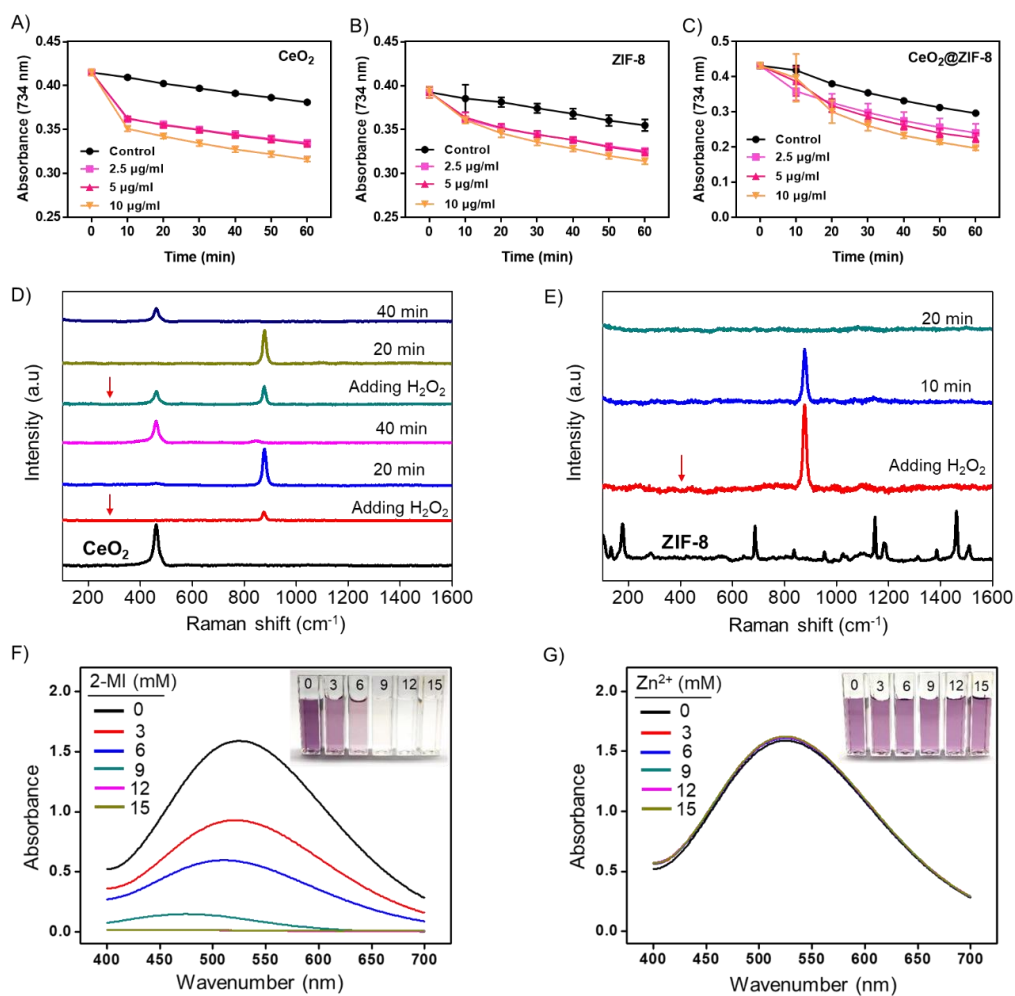 A)
CeO2
Absorbance (734 nm)
0.45
0.40
0.35
0.30
0.25
Control
2.5 µg/ml
5 µg/ml
10 µg/ml
0 10 20 30 40 50 60
Time (min)
B)
ZIF-8
Absorbance (734 nm)
0.45
0.40
0.35
0.30
0.25
Control
2.5 µg/ml
5 µg/ml
10 µg/ml
0 10 20 30 40 50 60
Time (min)
C)
CeO2@ZIF-8
Absorbance (734 nm)
0.5
0.4
0.3
0.2
0.0
Control
2.5 µg/ml
5 µg/ml
10 µg/ml
0 10 20 30 40 50 60
Time (min)
D)
Intensity (a.u)
40 min
20 min
Adding H2O2
40 min
20 min
Adding H2O2
CeO2
200 400 600 800 1000 1200 1400 1600
Raman shift (cm-1)
E)
Intensity (a.u)
20 min
10 min
Adding H2O2
ZIF-8
200 400 600 800 1000 1200 1400 1600
Raman shift (cm-1)
F)
2-MI (mM)
0
3
6
9
12
15
0 3 6 9 12 15
Absorbance
2.0
1.5
1.0
0.5
0.0
400 450 500 550 600 650 700
Wavenumber (nm)
G)
Zn2+ (mM)
0
3
6
9
12
15
0 3 6 9 12 15
Absorbance
2.0
1.5
1.0
0.5
0.0
400 450 500 550 600 650 700
Wavenumber (nm)